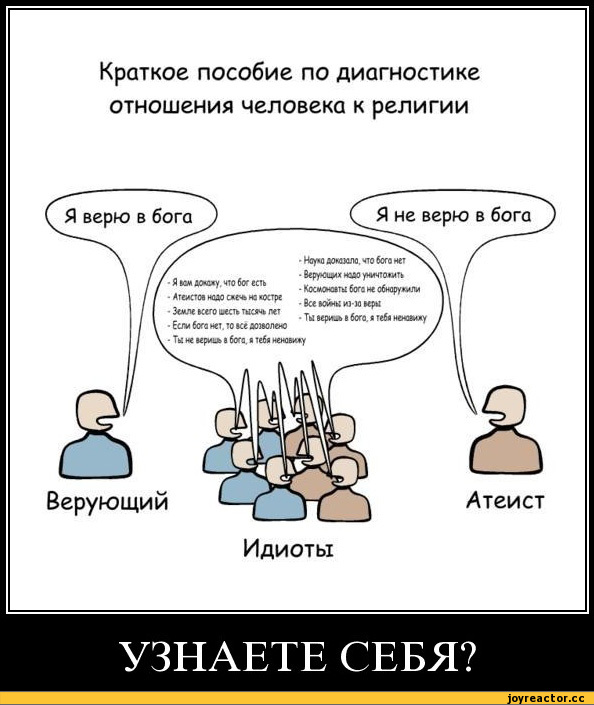 Краткое пособие по диагностике
отношения человека к религии
Я верю в бога
Я не верю в бога
- Я вам докажу, что бог есть
- Атеистов надо сжечь на костре
- Земле всего шесть тысячь лет
- Если бога нет, то всё дозволено
- Ты не веришь в бога, я тебя ненавижу
- Наука доказала, что бога нет
- Верующих надо уничтожить
- Космонавты бога не обнаружили
- Все войны из-за веры
- Ты веришь в бога, я тебя ненавижу
Верующий
Идиоты
Атеист
УЗНАЕТЕ СЕБЯ?
joyreactor.cc